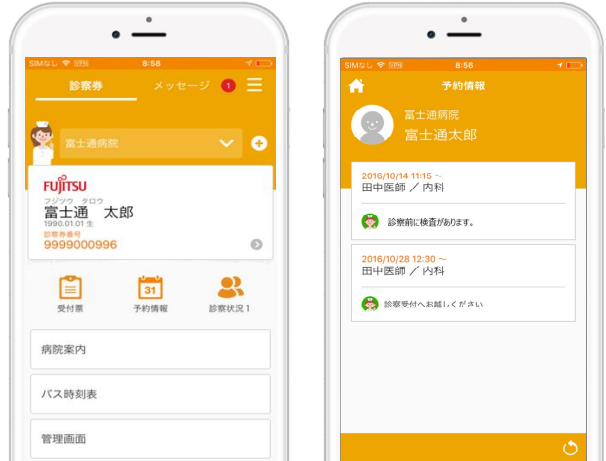 SIMなし VPN 8:58
診察券 メッセージ 1
富士通病院
FUJITSU
フジツウ タロウ
富士通 太郎
1990.01.01 生
診察券番号
9999000996
31
受付票 予約情報 診察状況1
病院案内
バス時刻表
管理画面
SIMなし VPN 8:56
予約情報
富士通病院
富士通太郎
2016/10/14 11:15 ~
田中医師 / 内科
診察前に検査があります。
2016/10/28 12:30 ~
田中医師 / 内科
診察受付へお越しください